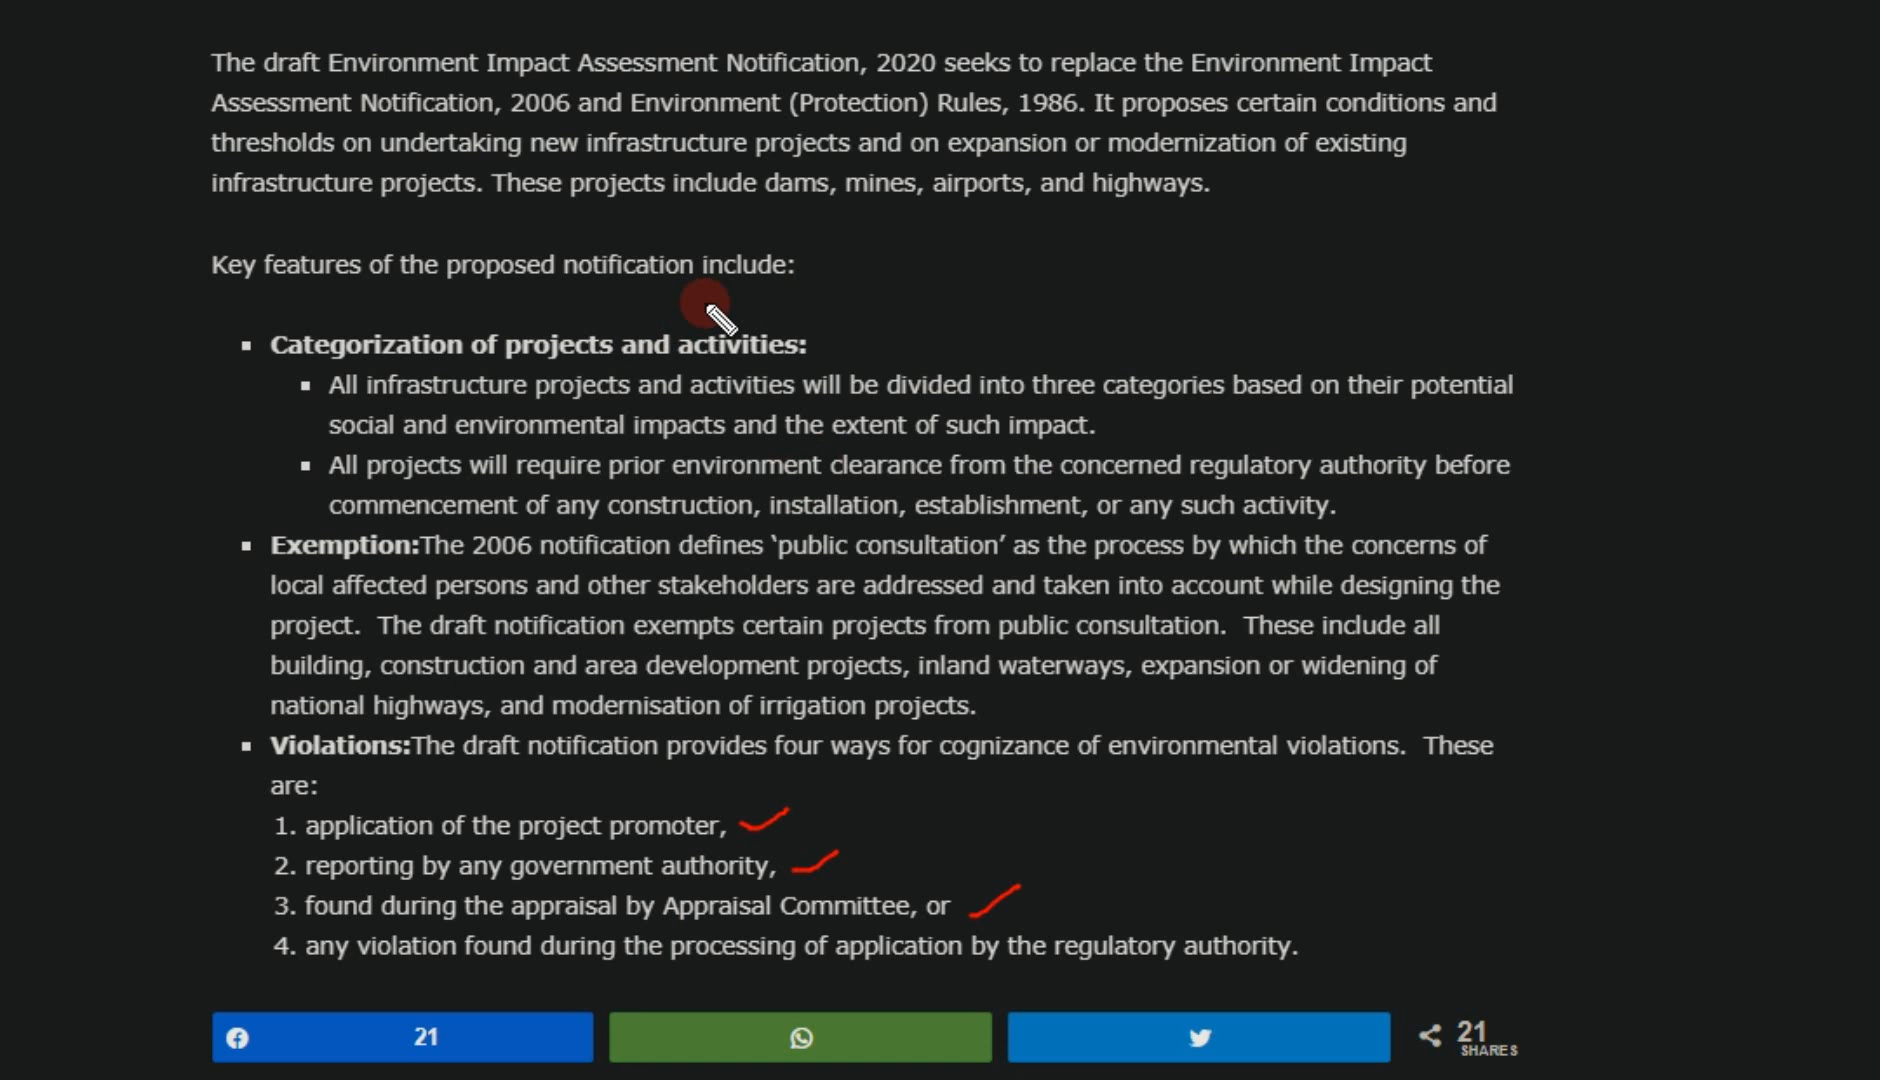 The draft Environment Impact Assessment Notification, 2020 seeks to replace the Environment Impact
Assessment Notification, 2006 and Environment (Protection) Rules, 1986. It proposes certain conditions and
thresholds on undertaking new infrastructure projects and on expansion or modernization of existing
infrastructure projects. These projects include dams, mines, airports, and highways.
Key features of the proposed notification include:
▪ Categorization of projects and activities:
▪ All infrastructure projects and activities will be divided into three categories based on their potential
social and environmental impacts and the extent of such impact.
▪ All projects will require prior environment clearance from the concerned regulatory authority before
commencement of any construction, installation, establishment, or any such activity.
▪ Exemption:The 2006 notification defines ‘public consultation’ as the process by which the concerns of
local affected persons and other stakeholders are addressed and taken into account while designing the
project.  The draft notification exempts certain projects from public consultation.  These include all
building, construction and area development projects, inland waterways, expansion or widening of
national highways, and modernisation of irrigation projects.
▪ Violations:The draft notification provides four ways for cognizance of environmental violations.  These
are:
1. application of the project promoter,
2. reporting by any government authority,
3. found during the appraisal by Appraisal Committee, or
4. any violation found during the processing of application by the regulatory authority.
21
21
SHARES